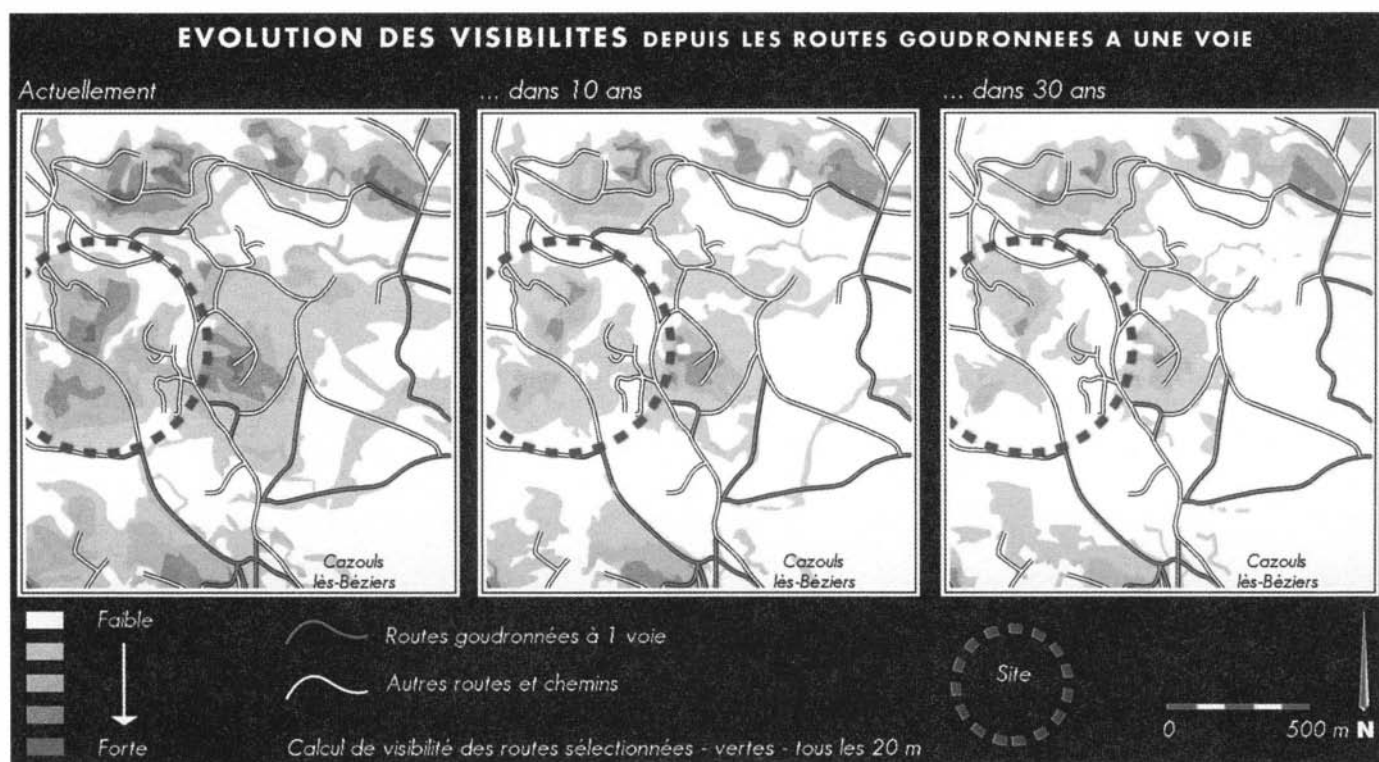 EVOLUTION DES VISIBILITES DEPUIS LES ROUTES GOUDRONNEES A UNE VOIE
Actuellement
... dans 10 ans
... dans 30 ans
Cazouls
lès-Béziers
Cazouls
lès-Béziers
Cazouls
lès-Béziers
Faible
Forte
Routes goudronnées à 1 voie
Autres routes et chemins
Calcul de visibilité des routes sélectionnées - vertes - tous les 20 m
Site
0 500 m N